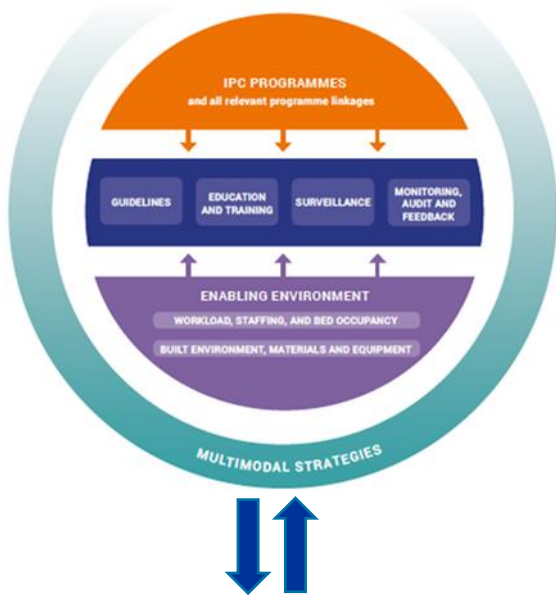 IPC PROGRAMMES
and all relevant programme linkages
GUIDELINES
EDUCATION
AND TRAINING
SURVEILLANCE
MONITORING,
AUDIT AND
FEEDBACK
ENABLING ENVIRONMENT
WORKLOAD, STAFFING, AND BED OCCUPANCY
BUILT ENVIRONMENT, MATERIALS AND EQUIPMENT
MULTIMODAL STRATEGIES